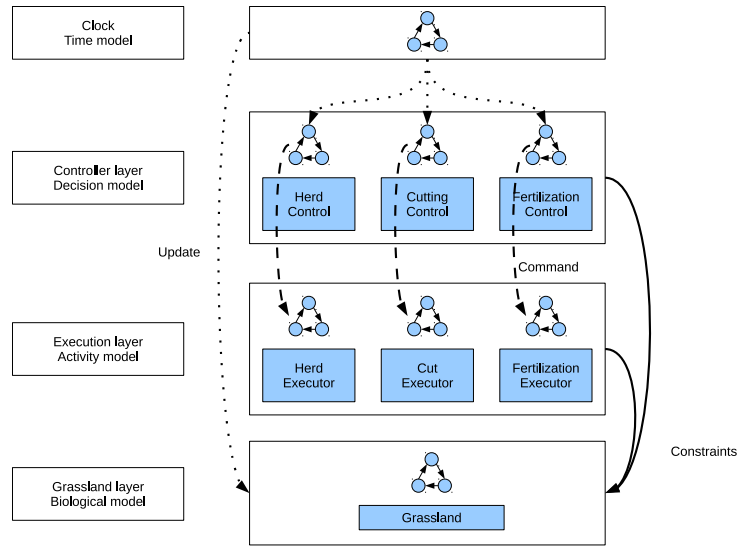 Clock
Time model
Controller layer
Decision model
Herd
Control
Cutting
Control
Fertilization
Control
Update
Command
Execution layer
Activity model
Herd
Executor
Cut
Executor
Fertilization
Executor
Constraints
Grassland layer
Biological model
Grassland